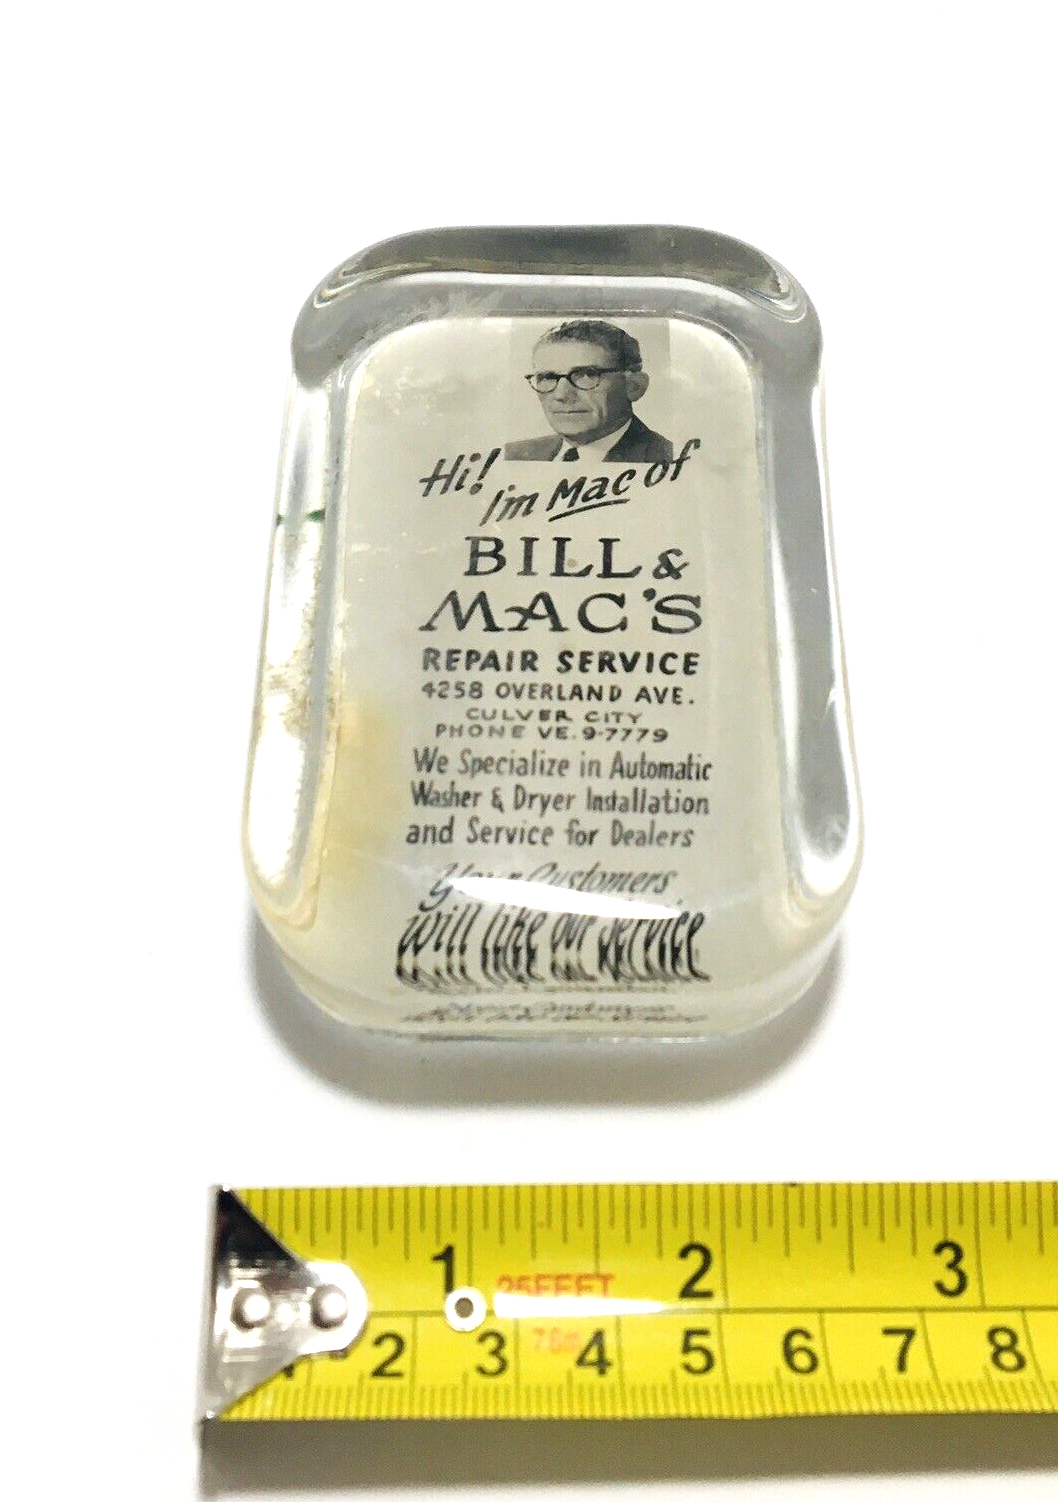 Hi!
I'm Mac of
BILL &
MAC'S
REPAIR SERVICE
4258 OVERLAND AVE.
CULVER CITY
PHONE VE. 9-7779
We Specialize in Automatic
Washer & Dryer Installation
and Service for Dealers
Your Customers
will like our Service
1 2 3
25FEET
2 3 4 5 6 7 8